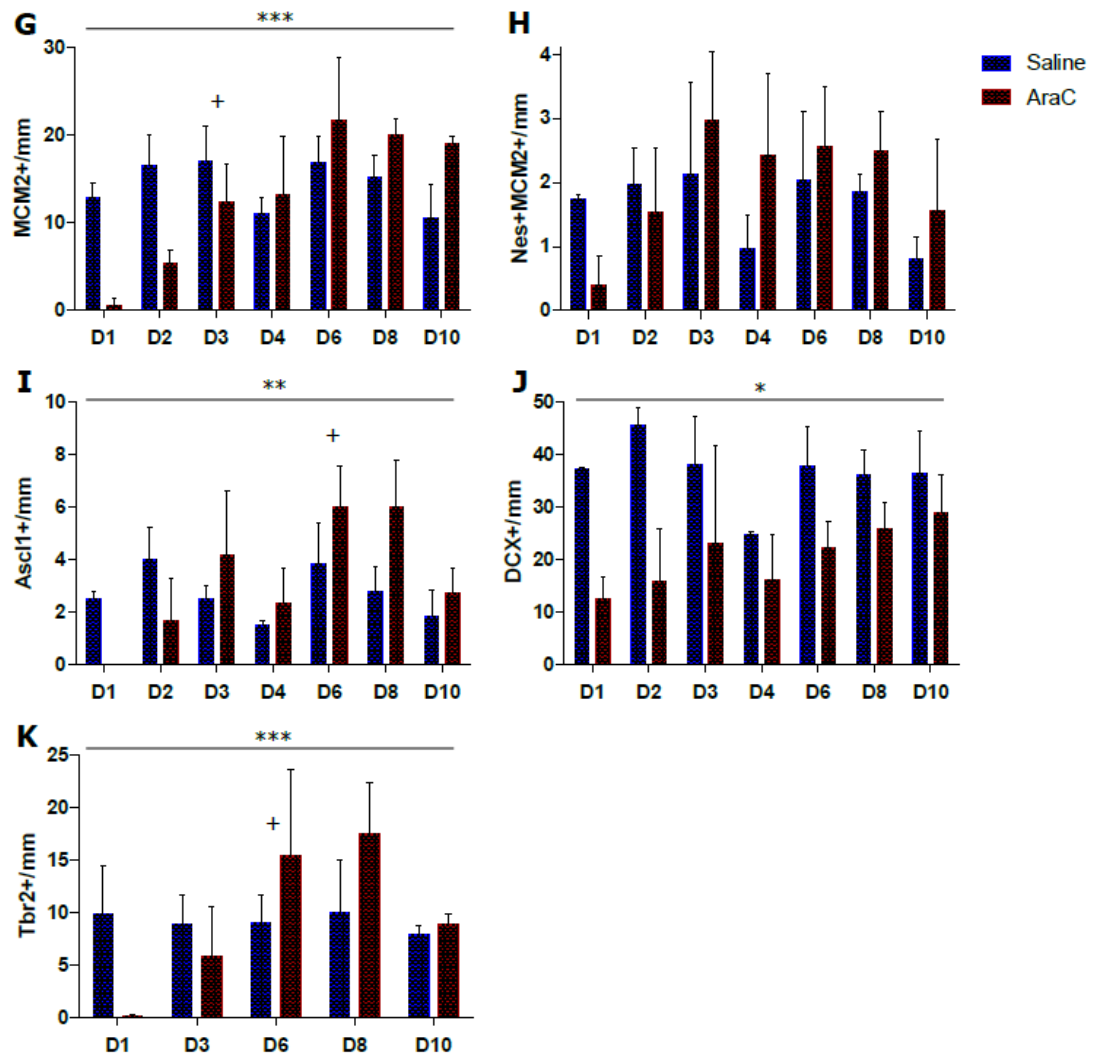 G
***
MCM2+/mm
30
20
10
0
+
D1 D2 D3 D4 D6 D8 D10
H
Nes+MCM2+/mm
4
3
2
1
0
D1 D2 D3 D4 D6 D8 D10
Saline
AraC
I
**
Ascl1+/mm
10
8
6
4
2
0
+
D1 D2 D3 D4 D6 D8 D10
J
*
DCX+/mm
50
40
30
20
10
0
D1 D2 D3 D4 D6 D8 D10
K
***
Tbr2+/mm
25
20
15
10
5
0
+
D1 D3 D6 D8 D10